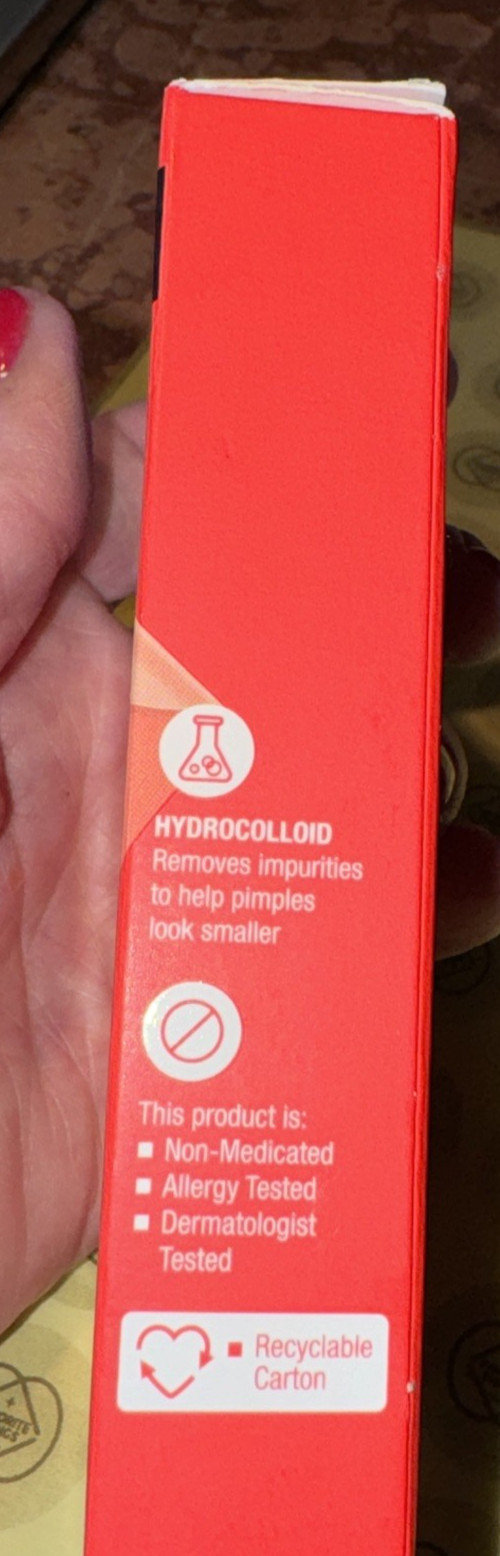 HYDROCOLLOID
Removes impurities
to help pimples
look smaller
This product is:
▪ Non-Medicated
▪ Allergy Tested
▪ Dermatologist
Tested
▪ Recyclable
Carton